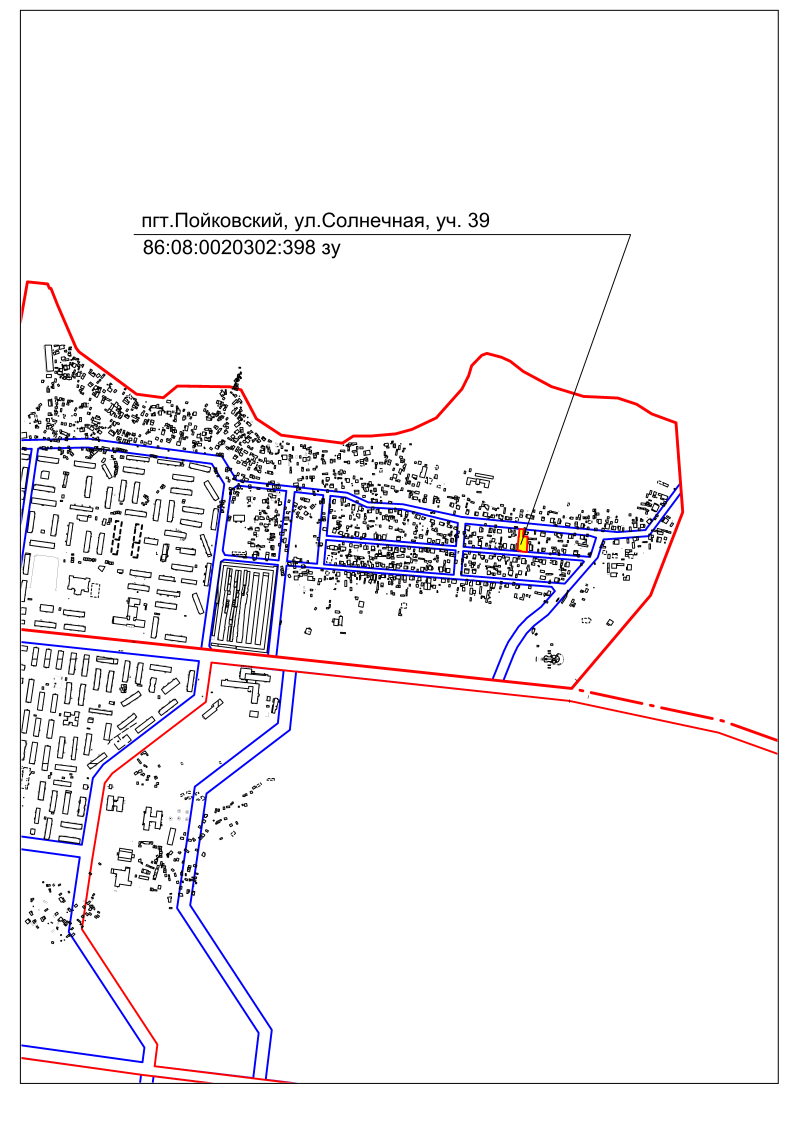 пгт.Пойковский, ул.Солнечная, уч. 39
86:08:0020302:398 зу